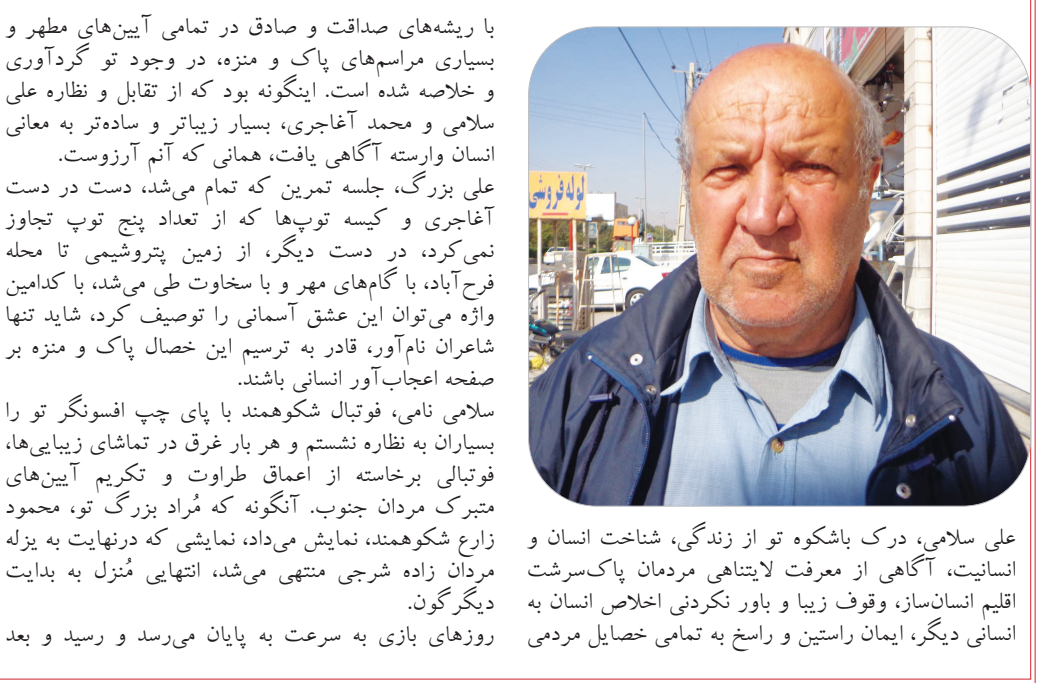 لوله‌فروشی
علی سلامی، درک باشکوه تو از زندگی، شناخت انسان و
انسانیت، آگاهی از معرفت لایتناهی مردمان پاک‌سرشت
اقلیم انسان‌ساز، وقوف زیبا و باور نکردنی اخلاص انسان به
انسانی دیگر، ایمان راستین و راسخ به تمامی خصایل مردمی
با ریشه‌های صداقت و صادق در تمامی آیین‌های مطهر و
بسیاری مراسم‌های پاک و منزه، در وجود تو گردآوری
و خلاصه شده است. اینگونه بود که از تقابل و نظاره علی
سلامی و محمد آغاجری، بسیار زیباتر و ساده‌تر به معانی
انسان وارسته آگاهی یافت، همانی که آنم آرزوست.
علی بزرگ، جلسه تمرین که تمام می‌شد، دست در دست
آغاجری و کیسه توپ‌ها که از تعداد پنج توپ تجاوز
نمی‌کرد، در دست دیگر، از زمین پتروشیمی تا محله
فرح‌آباد، با گام‌های مهر و با سخاوت طی می‌شد، با کدامین
واژه می‌توان این عشق آسمانی را توصیف کرد، شاید تنها
شاعران نام‌آور، قادر به ترسیم این خصال پاک و منزه بر
صفحه اعجاب‌آور انسانی باشند.
سلامی نامی، فوتبال شکوهمند با پای چپ افسونگر تو را
بسیاران به نظاره نشستم و هر بار غرق در تماشای زیبایی‌ها،
فوتبالی برخاسته از اعماق طراوت و تکریم آیین‌های
متبرک مردان جنوب. آنگونه که مُراد بزرگ تو، محمود
زارع شکوهمند، نمایش می‌داد، نمایشی که درنهایت به یزله
مردان زاده شرجی منتهی می‌شد، انتهایی مُنزل به بدایت
دیگرگون.
روزهای بازی به سرعت به پایان می‌رسد و رسید و بعد